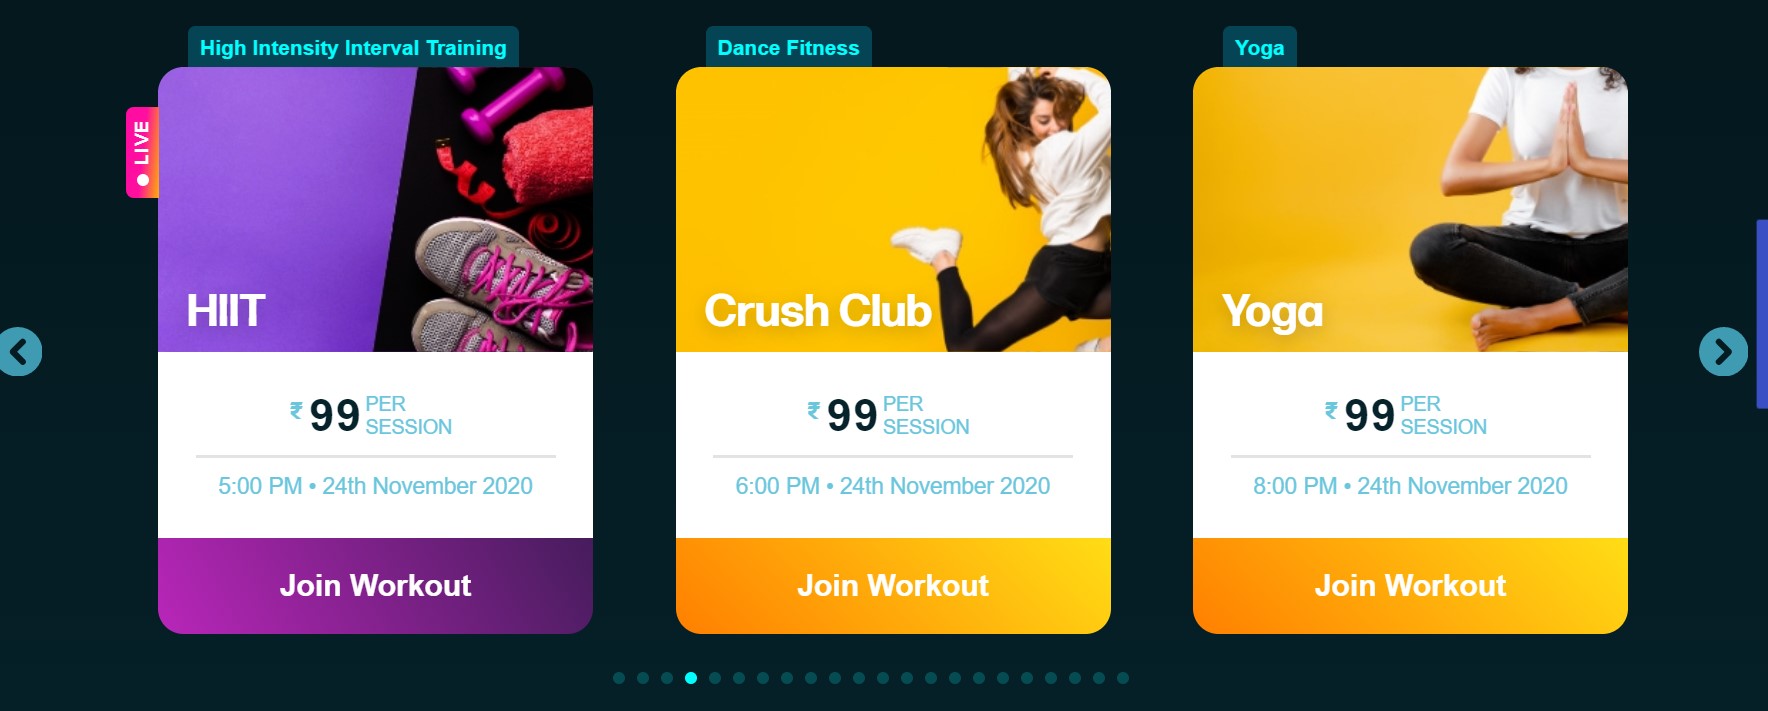 High Intensity Interval Training
LIVE
HIIT
₹ 99 PER
SESSION
5:00 PM • 24th November 2020
Join Workout
Dance Fitness
Crush Club
₹ 99 PER
SESSION
6:00 PM • 24th November 2020
Join Workout
Yoga
Yoga
₹ 99 PER
SESSION
8:00 PM • 24th November 2020
Join Workout